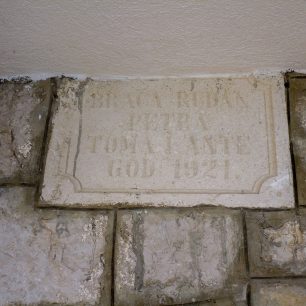 BRAĆA RUDAN
PETRA
TOMA I ANTE
GOD 1921.